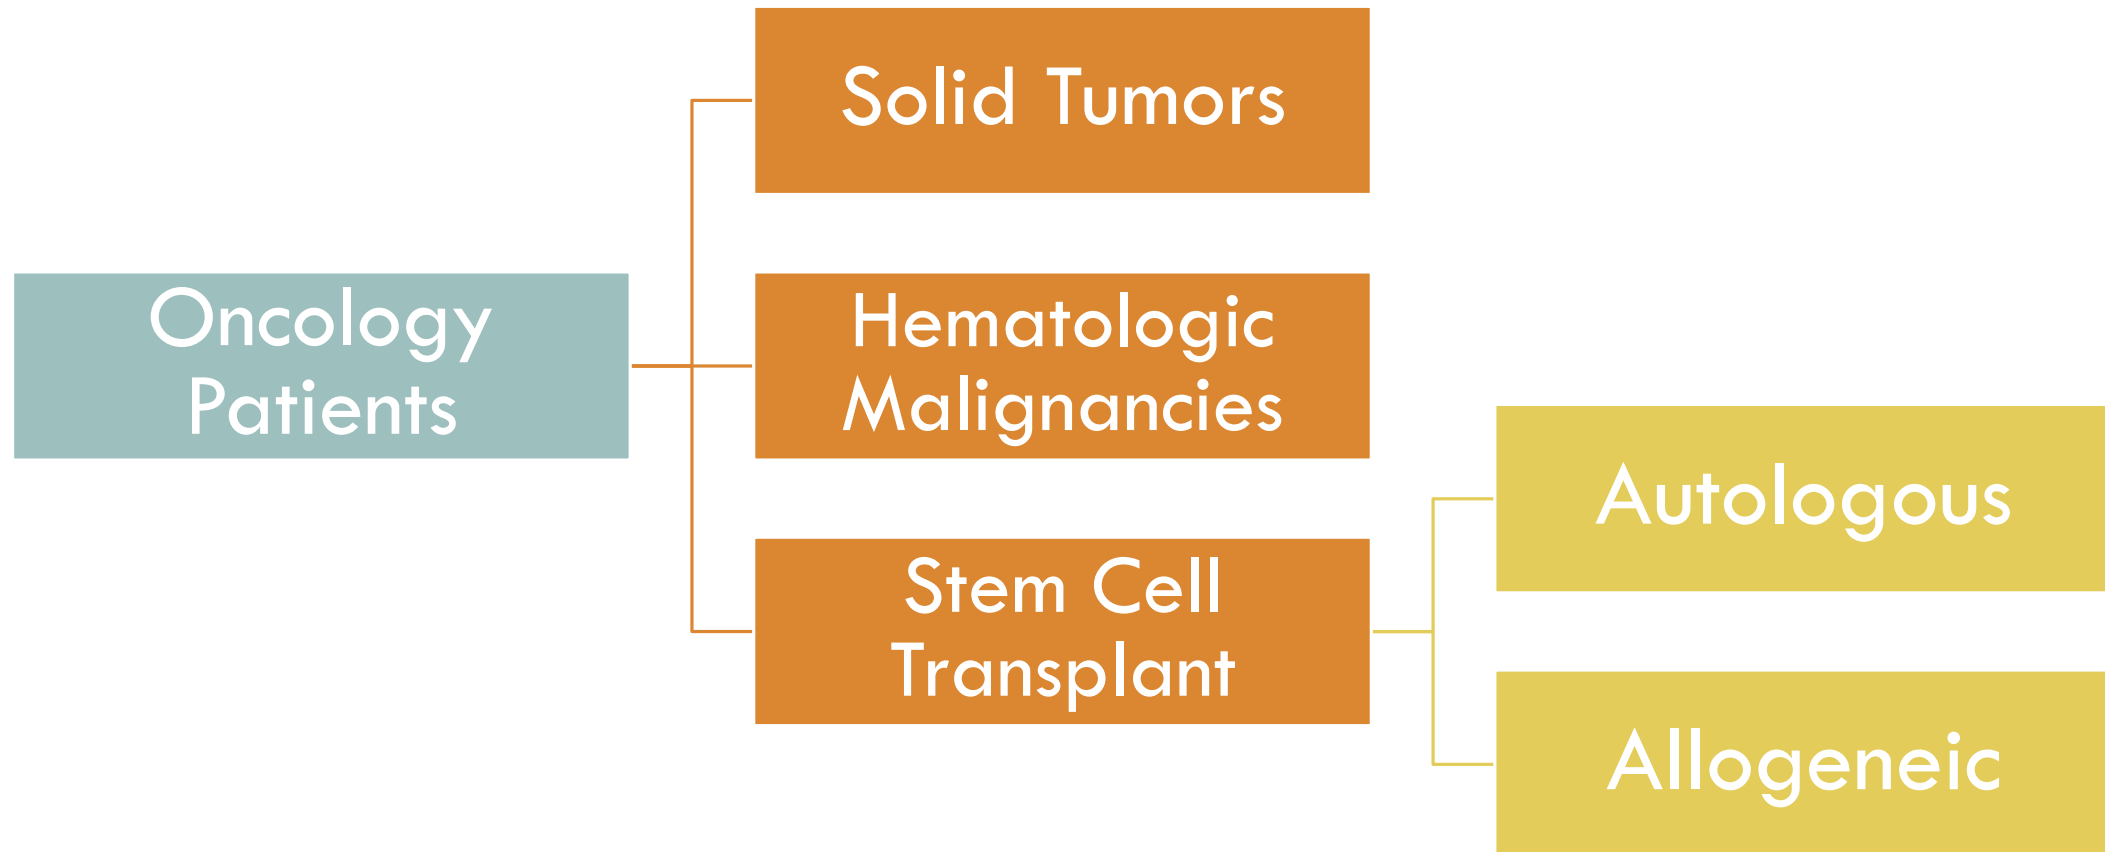 Solid Tumors
Oncology
Patients
Hematologic
Malignancies
Stem Cell
Transplant
Autologous
Allogeneic